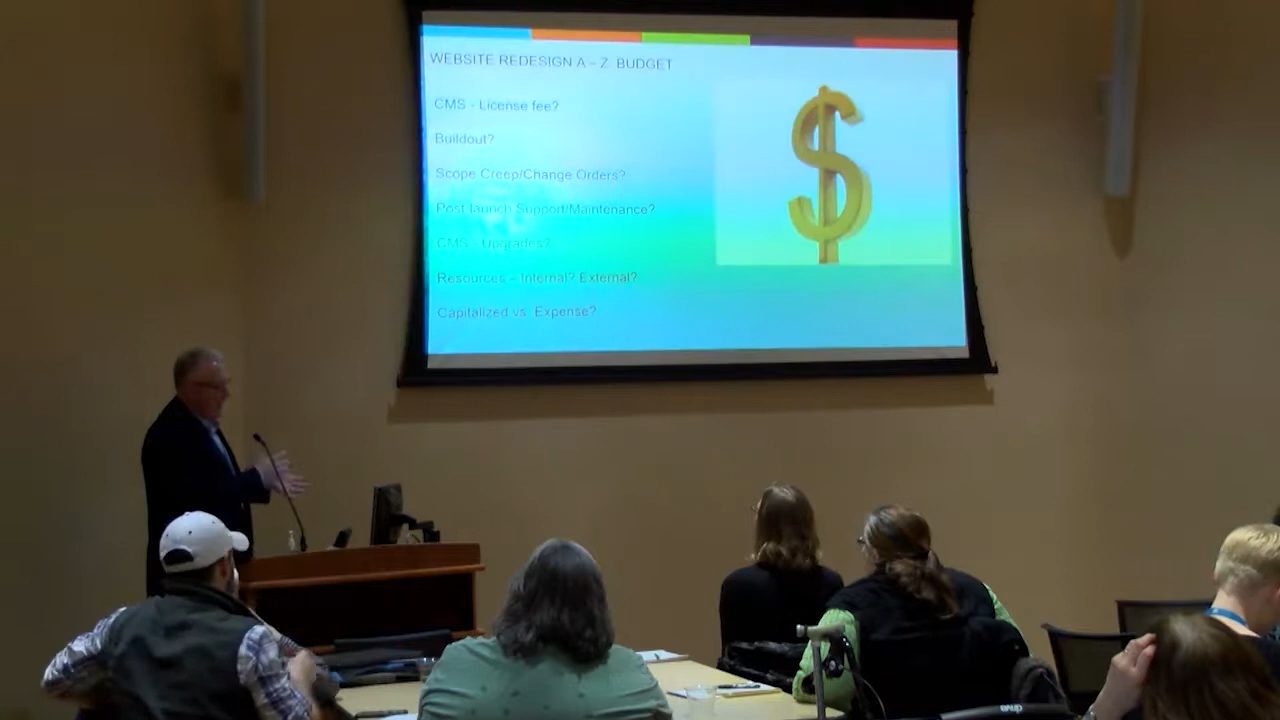 WEBSITE REDESIGN A – Z: BUDGET
CMS - License fee?
Buildout?
Scope Creep/Change Orders?
Post-launch Support/Maintenance?
CMS - Upgrades?
Resources – Internal? External?
Capitalized vs. Expense?